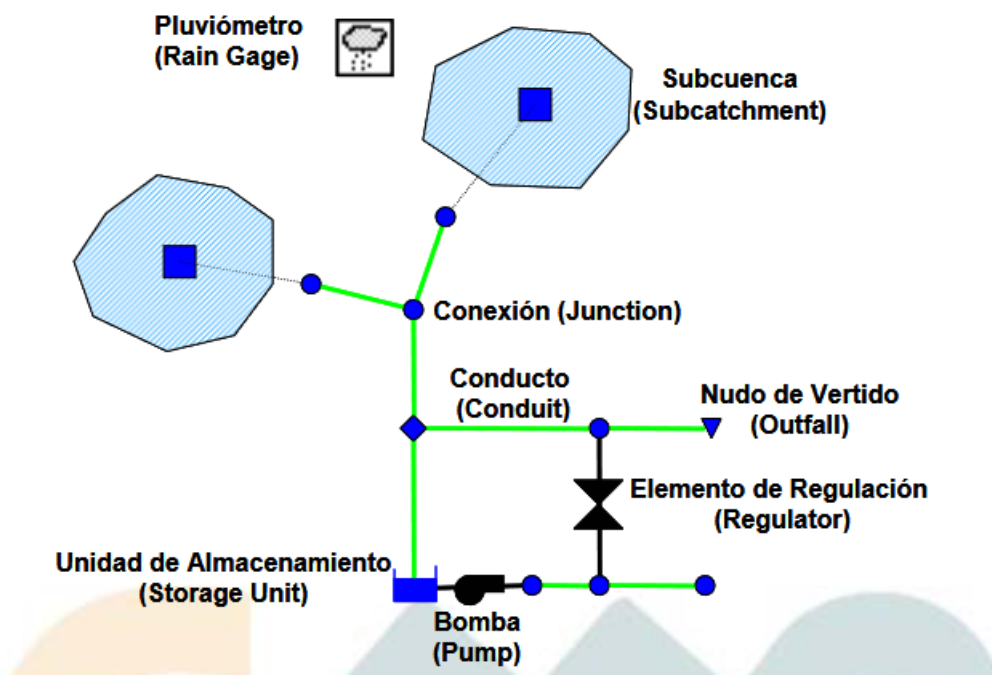 Pluviómetro
(Rain Gage)
Subcuenca
(Subcatchment)
Conexión (Junction)
Conducto
(Conduit)
Nudo de Vertido
(Outfall)
Elemento de Regulación
(Regulator)
Unidad de Almacenamiento
(Storage Unit)
Bomba
(Pump)